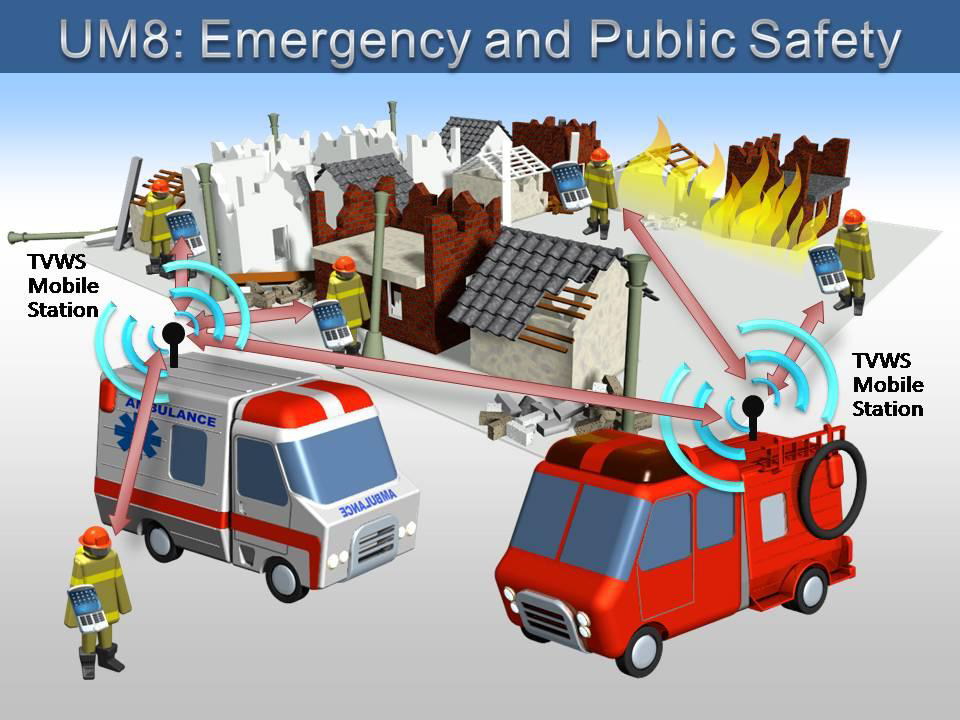 UM8: Emergency and Public Safety
TVWS
Mobile
Station
TVWS
Mobile
Station
AMBULANCE
AMBULANCE